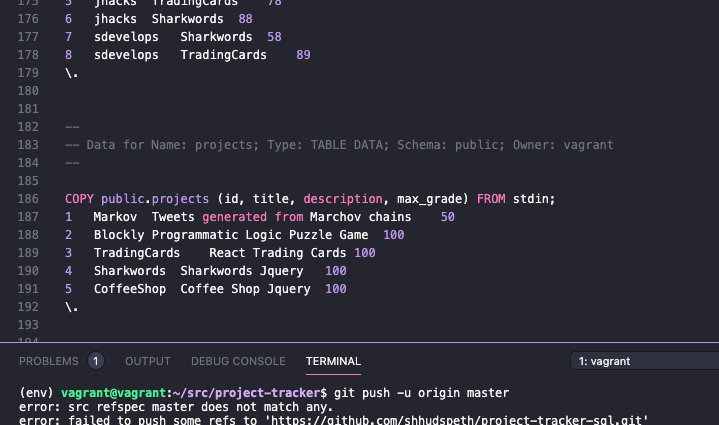 175 5 jhacks TradingCards 78
176 6 jhacks Sharkwords 88
177 7 sdevelops Sharkwords 58
178 8 sdevelops TradingCards 89
179 \.
180
181
182 --
183 -- Data for Name: projects; Type: TABLE DATA; Schema: public; Owner: vagrant
184 --
185
186 COPY public.projects (id, title, description, max_grade) FROM stdin;
187 1 Markov Tweets generated from Marchov chains 50
188 2 Blockly Programmatic Logic Puzzle Game 100
189 3 TradingCards React Trading Cards 100
190 4 Sharkwords Sharkwords Jquery 100
191 5 CoffeeShop Coffee Shop Jquery 100
192 \.
193
194
PROBLEMS 1 OUTPUT DEBUG CONSOLE TERMINAL 1: vagrant
(env) vagrant@vagrant:~/src/project-tracker$ git push -u origin master
error: src refspec master does not match any.
error: failed to push some refs to 'https://github.com/shhudspeth/project-tracker-sql.git'